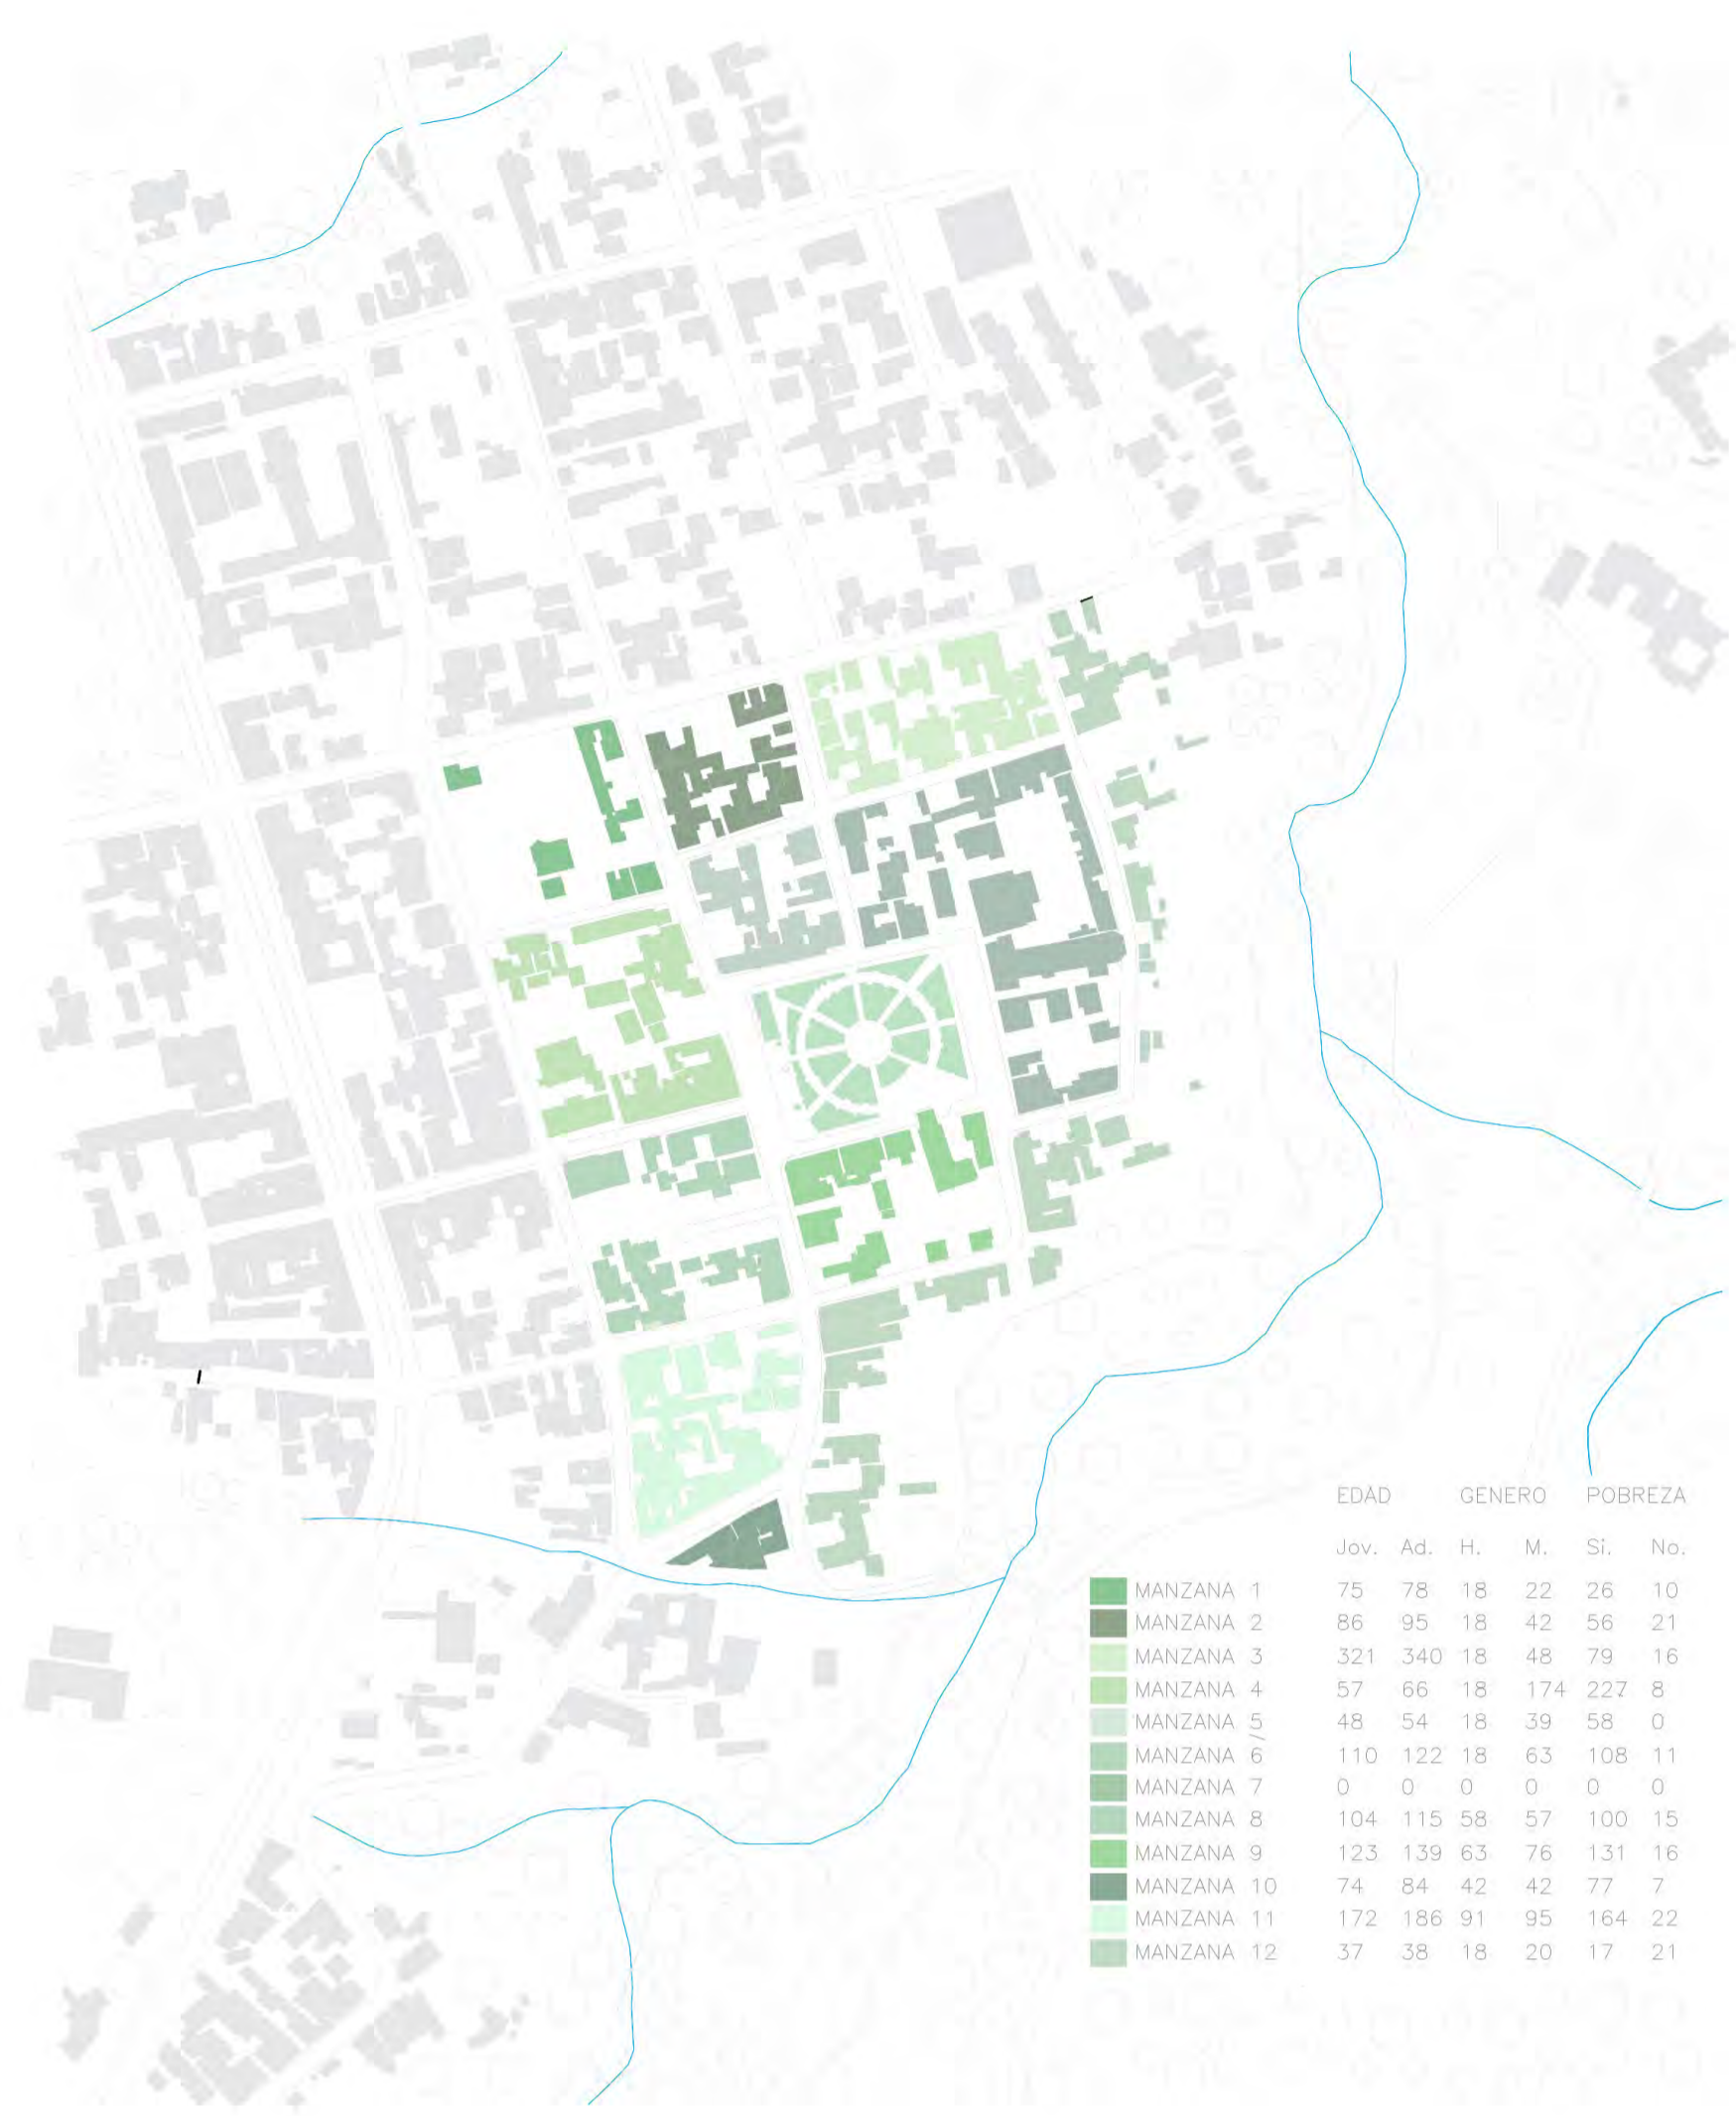 EDAD GENERO POBREZA
Jov. Ad. H. M. Si. No.
MANZANA 1 75 78 18 22 26 10
MANZANA 2 86 95 18 42 56 21
MANZANA 3 321 340 18 48 79 16
MANZANA 4 57 66 18 174 227 8
MANZANA 5 48 54 18 39 58 0
MANZANA 6 110 122 18 63 108 11
MANZANA 7 0 0 0 0 0 0
MANZANA 8 104 115 58 57 100 15
MANZANA 9 123 139 63 76 131 16
MANZANA 10 74 84 42 42 77 7
MANZANA 11 172 186 91 95 164 22
MANZANA 12 37 38 18 20 17 21